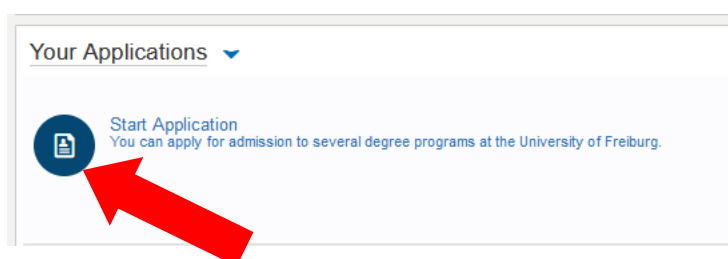 Your Applications
Start Application
You can apply for admission to several degree programs at the University of Freiburg.